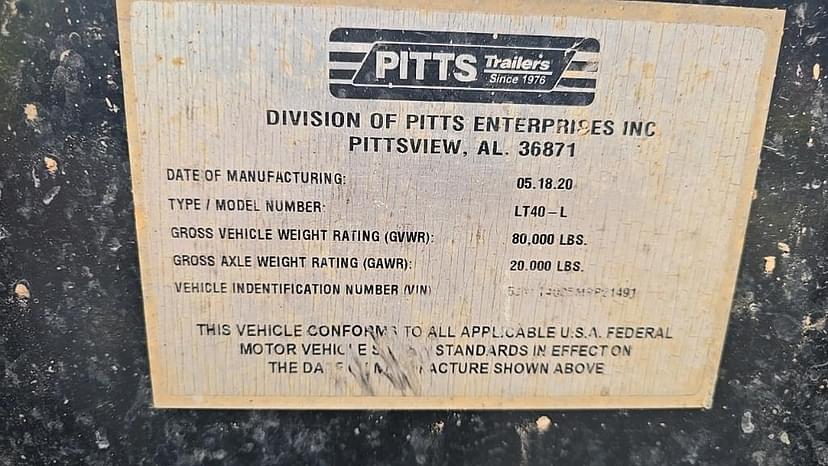 PITTS Trailers
Since 1976
DIVISION OF PITTS ENTERPRISES INC
PITTSVIEW, AL. 36871
DATE OF MANUFACTURING: 05.18.20
TYPE / MODEL NUMBER: LT40-L
GROSS VEHICLE WEIGHT RATING (GVWR): 80,000 LBS.
GROSS AXLE WEIGHT RATING (GAWR): 20.000 LBS.
VEHICLE INDENTIFICATION NUMBER (VIN)
THIS VEHICLE CONFORMS TO ALL APPLICABLE U.S.A. FEDERAL
MOTOR VEHICLE STANDARDS IN EFFECT ON
THE DATE MANUFACTURE SHOWN ABOVE